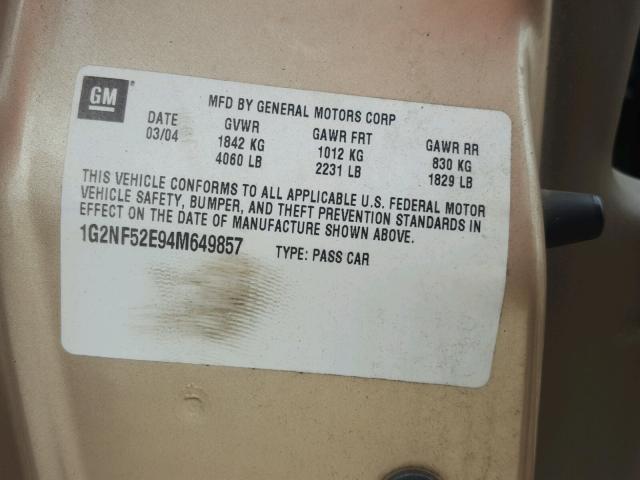 GM
MFD BY GENERAL MOTORS CORP
DATE GVWR GAWR FRT GAWR RR
03/04 1842 KG 1012 KG 830 KG
4060 LB 2231 LB 1829 LB
THIS VEHICLE CONFORMS TO ALL APPLICABLE U.S. FEDERAL MOTOR
VEHICLE SAFETY, BUMPER, AND THEFT PREVENTION STANDARDS IN
EFFECT ON THE DATE OF MANUFACTURE SHOWN ABOVE.
1G2NF52E94M649857 TYPE: PASS CAR